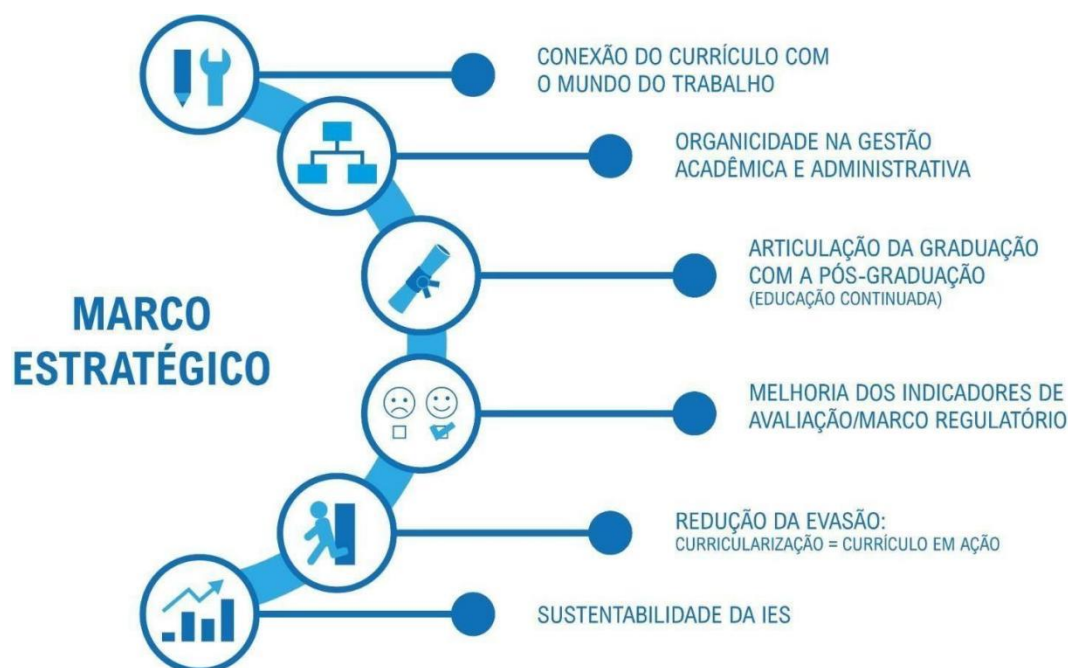 CONEXÃO DO CURRÍCULO COM
O MUNDO DO TRABALHO
ORGANICIDADE NA GESTÃO
ACADÊMICA E ADMINISTRATIVA
ARTICULAÇÃO DA GRADUAÇÃO
COM A PÓS-GRADUAÇÃO
(EDUCAÇÃO CONTINUADA)
MARCO
ESTRATÉGICO
MELHORIA DOS INDICADORES DE
AVALIAÇÃO/MARCO REGULATÓRIO
REDUÇÃO DA EVASÃO:
CURRICULARIZAÇÃO = CURRÍCULO EM AÇÃO
SUSTENTABILIDADE DA IES